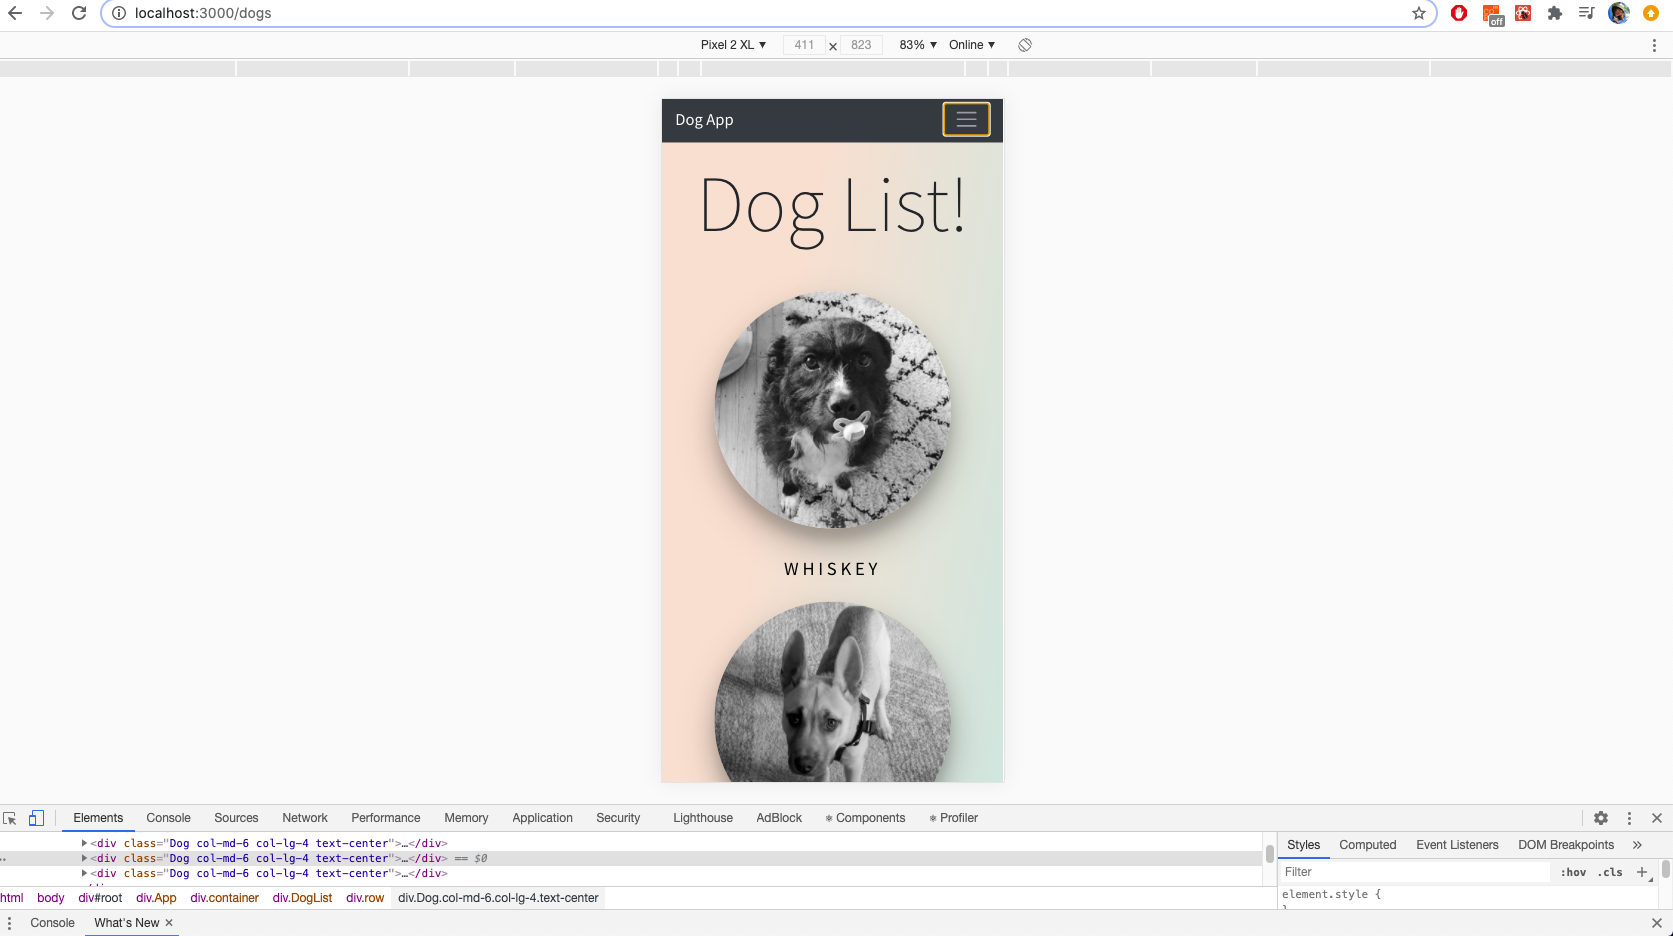 localhost:3000/dogs
off
Pixel 2 XL ▼ 411 × 823 83% ▼ Online ▼
Dog App
Dog List!
WHISKEY
Elements Console Sources Network Performance Memory Application Security Lighthouse AdBlock Components Profiler
<div class="Dog col-md-6 col-lg-4 text-center">…</div>
<div class="Dog col-md-6 col-lg-4 text-center">…</div> == $0
<div class="Dog col-md-6 col-lg-4 text-center">…</div>
html body div#root div.App div.container div.DogList div.row div.Dog.col-md-6.col-lg-4.text-center
Styles Computed Event Listeners DOM Breakpoints »
Filter :hov .cls +
element.style {
Console What's New ×